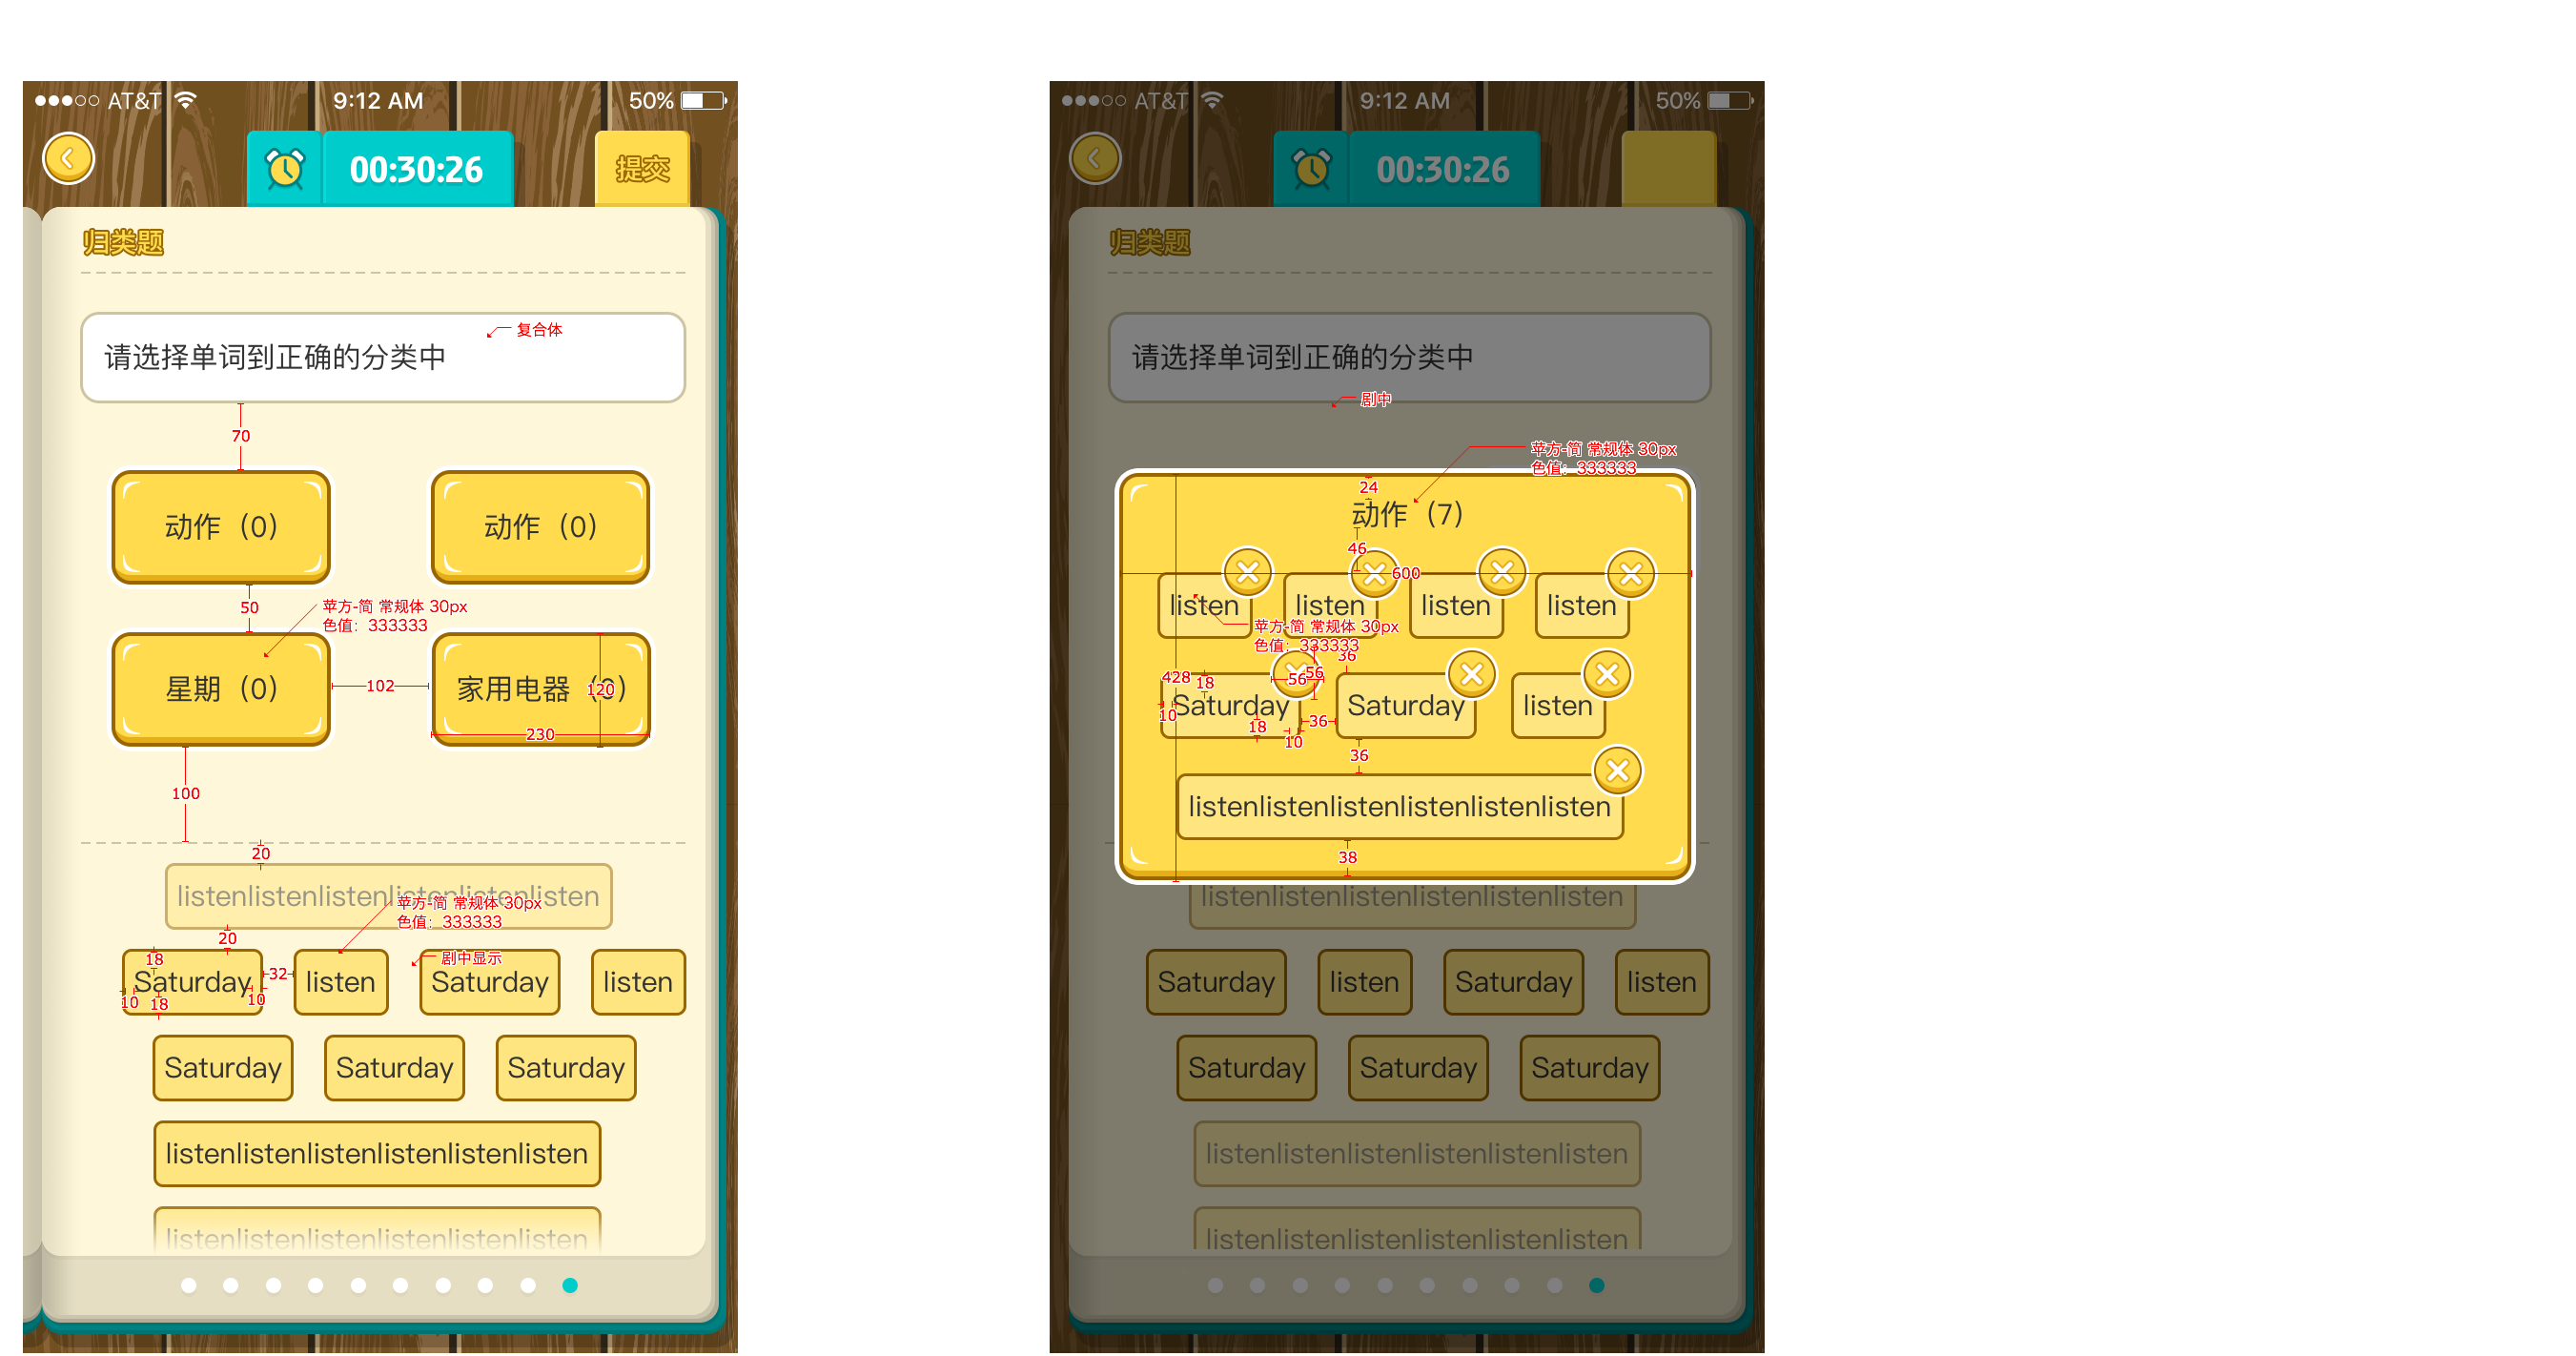 AT&T 9:12 AM 50%
00:30:26
提交
归类题
复合体
请选择单词到正确的分类中
70
动作（0）
动作（0）
50
苹方-简 常规体 30px
色值：333333
星期（0）
102
家用电器（0）
120
230
100
20
listenlistenlistenlistenlistenlisten
苹方-简 常规体 30px
色值：333333
20
剧中显示
18
Saturday
32
listen
Saturday
listen
10
18
10
Saturday
Saturday
Saturday
listenlistenlistenlistenlistenlisten
listenlistenlistenlistenlistenlisten
AT&T 9:12 AM 50%
00:30:26
归类题
请选择单词到正确的分类中
剧中
苹方-简 常规体 30px
色值：333333
24
动作（7）
46
600
listen
listen
listen
listen
苹方-简 常规体 30px
色值：333333
36
428
18
56
56
Saturday
Saturday
listen
10
18
36
10
36
listenlistenlistenlistenlistenlisten
38
listenlistenlistenlistenlistenlisten
Saturday
listen
Saturday
listen
Saturday
Saturday
Saturday
listenlistenlistenlistenlistenlisten
listenlistenlistenlistenlistenlisten